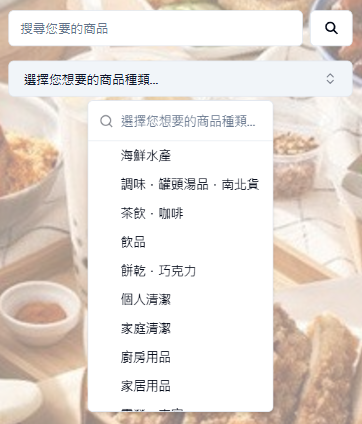 搜尋您要的商品
選擇您想要的商品種類...
選擇您想要的商品種類...
海鮮水產
調味．罐頭湯品．南北貨
茶飲．咖啡
飲品
餅乾．巧克力
個人清潔
家庭清潔
廚房用品
家居用品